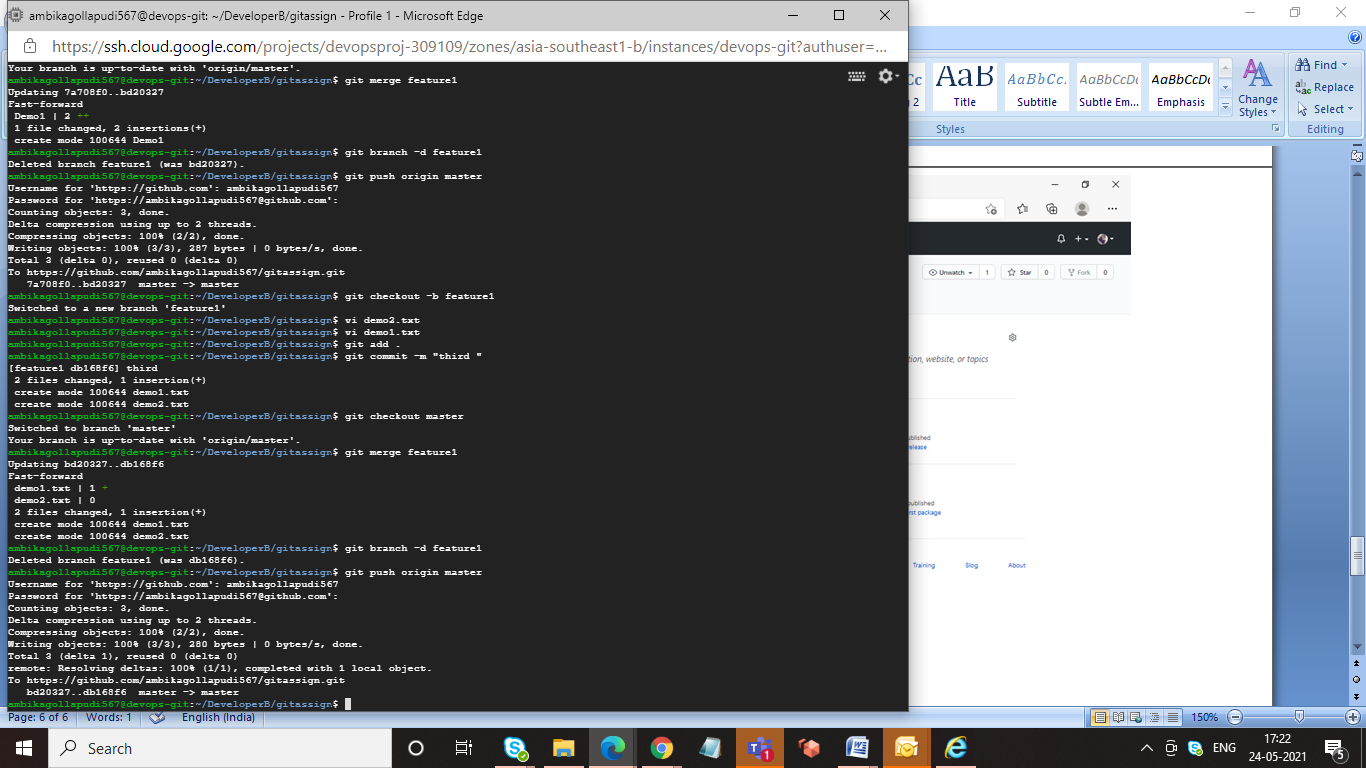 ambikagollapudi567@devops-git: ~/DeveloperB/gitassign - Profile 1 - Microsoft Edge
https://ssh.cloud.google.com/projects/devopsproj-309109/zones/asia-southeast1-b/instances/devops-git?authuser=...
Your branch is up-to-date with 'origin/master'.
ambikagollapudi567@devops-git:~/DeveloperB/gitassign$ git merge feature1
Updating 7a708f0..bd20327
Fast-forward
Demo1 | 2 ++
1 file changed, 2 insertions(+)
create mode 100644 Demo1
ambikagollapudi567@devops-git:~/DeveloperB/gitassign$ git branch -d feature1
Deleted branch feature1 (was bd20327).
ambikagollapudi567@devops-git:~/DeveloperB/gitassign$ git push origin master
Username for 'https://github.com': ambikagollapudi567
Password for 'https://ambikagollapudi567@github.com':
Counting objects: 3, done.
Delta compression using up to 2 threads.
Compressing objects: 100% (2/2), done.
Writing objects: 100% (3/3), 287 bytes | 0 bytes/s, done.
Total 3 (delta 0), reused 0 (delta 0)
To https://github.com/ambikagollapudi567/gitassign.git
7a708f0..bd20327 master -> master
ambikagollapudi567@devops-git:~/DeveloperB/gitassign$ git checkout -b feature1
Switched to a new branch 'feature1'
ambikagollapudi567@devops-git:~/DeveloperB/gitassign$ vi demo2.txt
ambikagollapudi567@devops-git:~/DeveloperB/gitassign$ vi demo1.txt
ambikagollapudi567@devops-git:~/DeveloperB/gitassign$ git add .
ambikagollapudi567@devops-git:~/DeveloperB/gitassign$ git commit -m "third "
[feature1 db168f6] third
2 files changed, 1 insertion(+)
create mode 100644 demo1.txt
create mode 100644 demo2.txt
ambikagollapudi567@devops-git:~/DeveloperB/gitassign$ git checkout master
Switched to branch 'master'
Your branch is up-to-date with 'origin/master'.
ambikagollapudi567@devops-git:~/DeveloperB/gitassign$ git merge feature1
Updating bd20327..db168f6
Fast-forward
demo1.txt | 1 +
demo2.txt | 0
2 files changed, 1 insertion(+)
create mode 100644 demo1.txt
create mode 100644 demo2.txt
ambikagollapudi567@devops-git:~/DeveloperB/gitassign$ git branch -d feature1
Deleted branch feature1 (was db168f6).
ambikagollapudi567@devops-git:~/DeveloperB/gitassign$ git push origin master
Username for 'https://github.com': ambikagollapudi567
Password for 'https://ambikagollapudi567@github.com':
Counting objects: 3, done.
Delta compression using up to 2 threads.
Compressing objects: 100% (2/2), done.
Writing objects: 100% (3/3), 280 bytes | 0 bytes/s, done.
Total 3 (delta 1), reused 0 (delta 0)
remote: Resolving deltas: 100% (1/1), completed with 1 local object.
To https://github.com/ambikagollapudi567/gitassign.git
bd20327..db168f6 master -> master
ambikagollapudi567@devops-git:~/DeveloperB/gitassign$
AaB AaBbCc AaBbCcDc AaBbCcDc
2 Title Subtitle Subtle Em... Emphasis
Change Styles
Styles
Find
Replace
Select
Editing
Unwatch 1 Star 0 Fork 0
tion, website, or topics
ublished
elease
ublished
rst package
Training Blog About
Page: 6 of 6 Words: 1 English (India) 150%
Search
ENG
17:22
24-05-2021
1
5